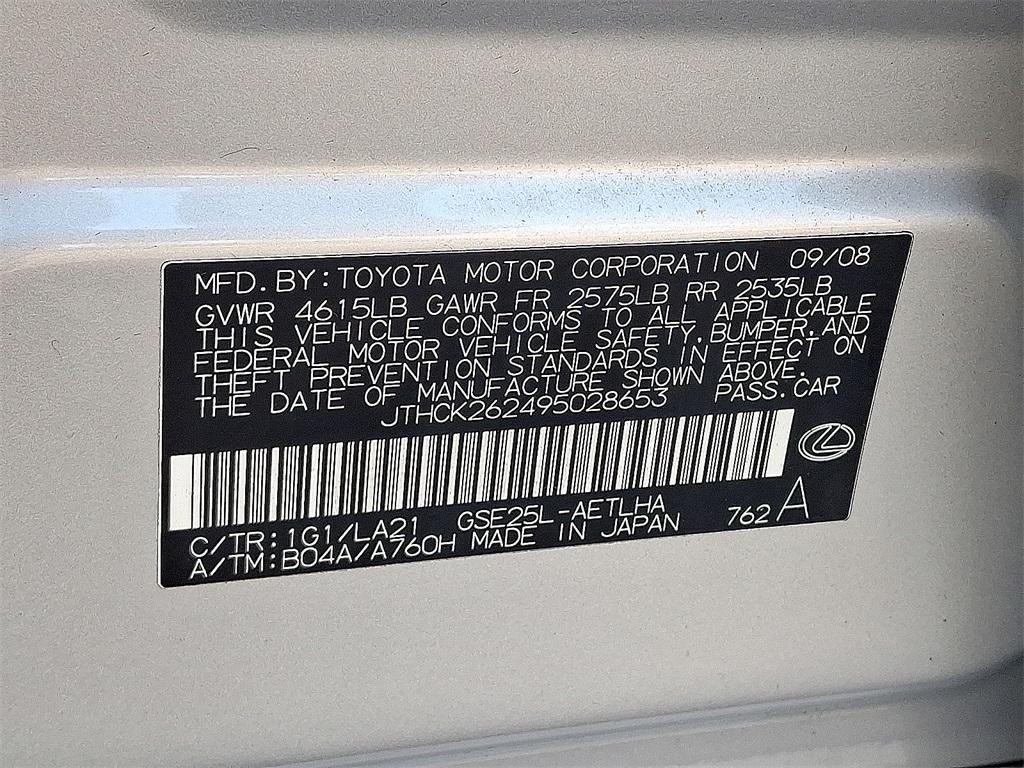 MFD. BY: TOYOTA MOTOR CORPORATION 09/08
GVWR 4615LB GAWR FR 2575LB RR 2535LB
THIS VEHICLE CONFORMS TO ALL APPLICABLE
FEDERAL MOTOR VEHICLE SAFETY, BUMPER, AND
THEFT PREVENTION STANDARDS IN EFFECT ON
THE DATE OF MANUFACTURE SHOWN ABOVE.
JTHCK262495028653 PASS. CAR
C/TR: 1G1/LA21 GSE25L-AETLHA 762 A
A/TM: B04A/A760H MADE IN JAPAN